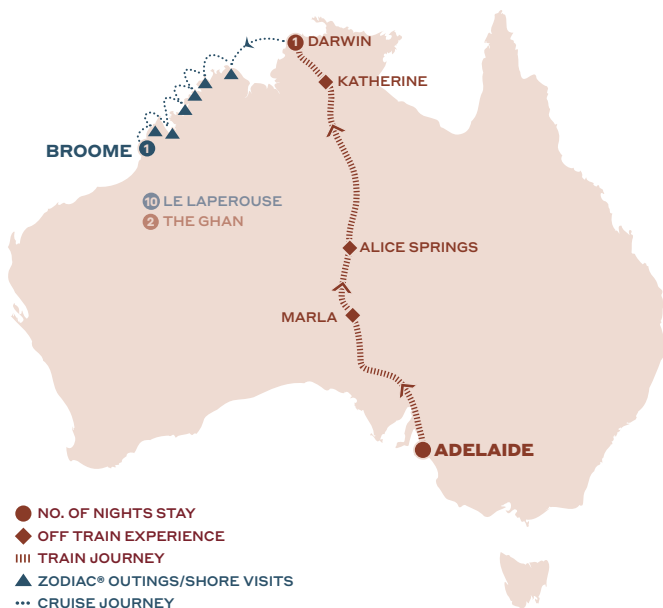 1 DARWIN
KATHERINE
BROOME 1
10 LE LAPEROUSE
2 THE GHAN
ALICE SPRINGS
MARLA
ADELAIDE
NO. OF NIGHTS STAY
OFF TRAIN EXPERIENCE
TRAIN JOURNEY
ZODIAC® OUTINGS/SHORE VISITS
CRUISE JOURNEY